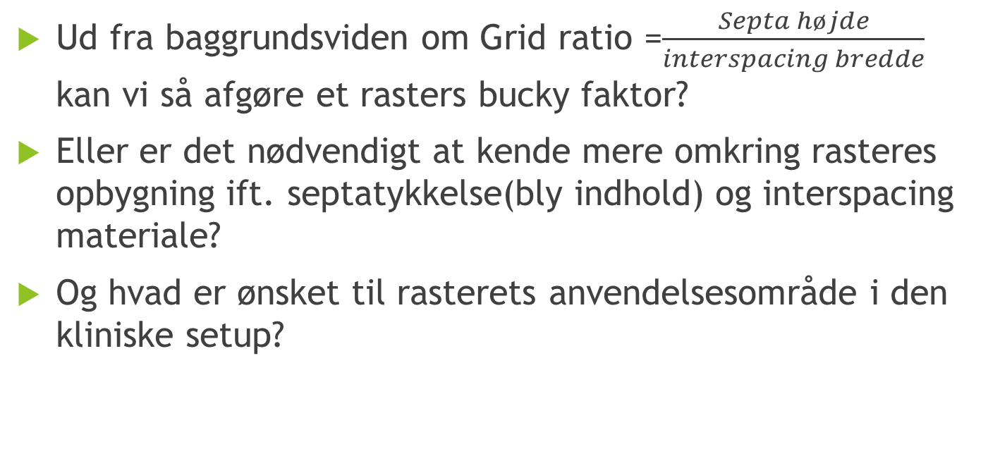 Ud fra baggrundsviden om Grid ratio =Septa højde/interspacing bredde
kan vi så afgøre et rasters bucky faktor?
Eller er det nødvendigt at kende mere omkring rasteres
opbygning ift. septatykkelse(bly indhold) og interspacing
materiale?
Og hvad er ønsket til rasterets anvendelsesområde i den
kliniske setup?